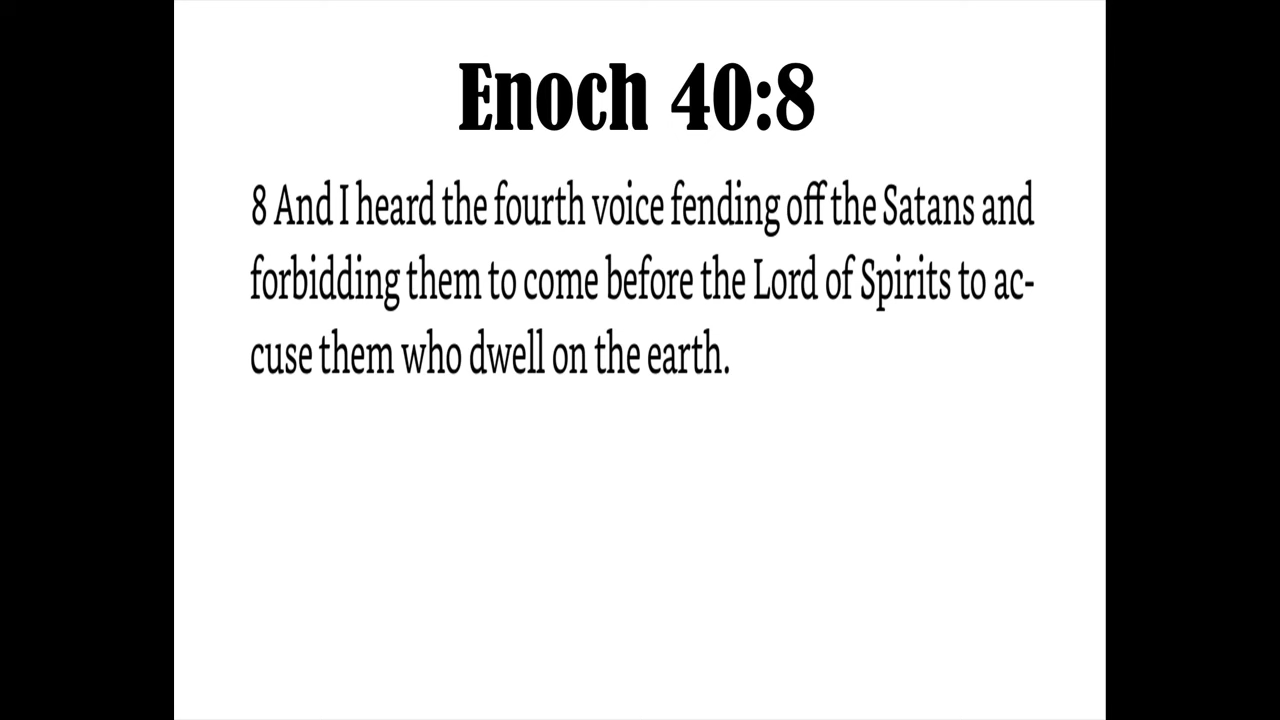 Enoch 40:8
8 And I heard the fourth voice fending off the Satans and
forbidding them to come before the Lord of Spirits to ac-
cuse them who dwell on the earth.